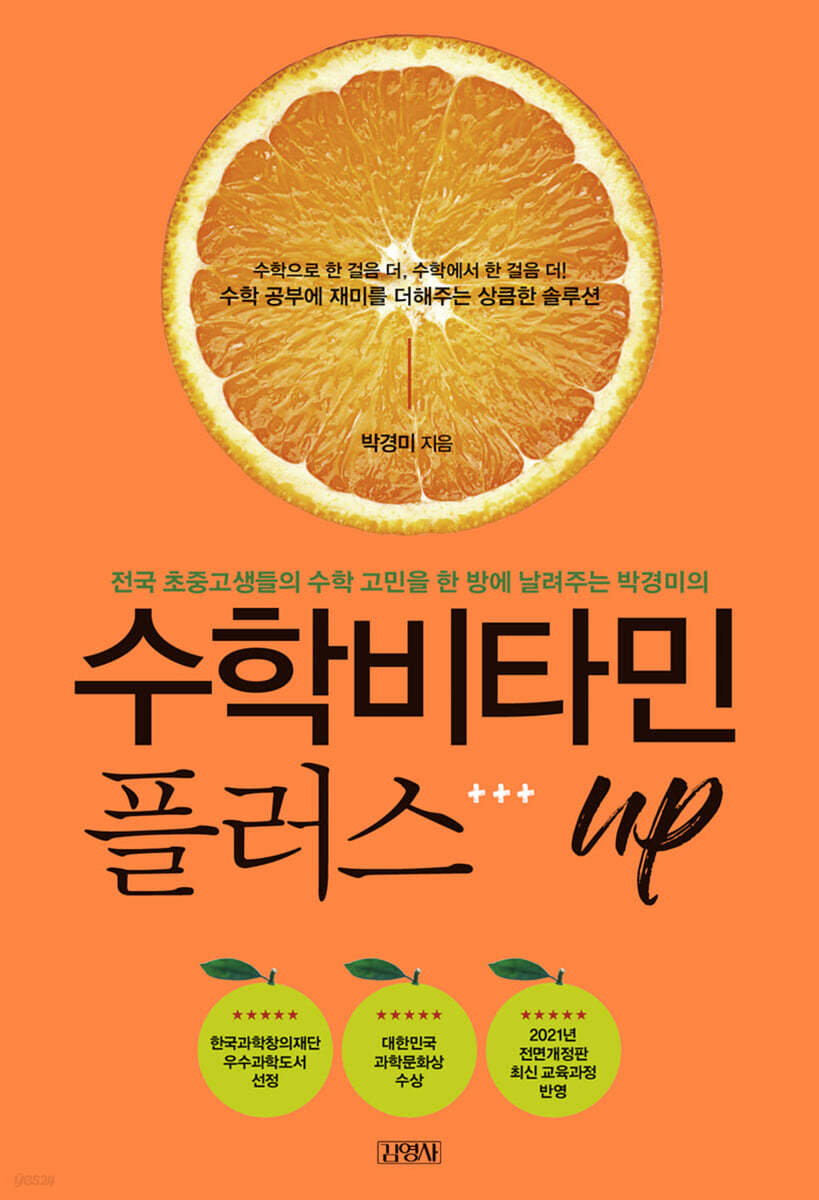 수학으로 한 걸음 더, 수학에서 한 걸음 더!
수학 공부에 재미를 더해주는 상큼한 솔루션
박경미 지음
전국 초중고생들의 수학 고민을 한 방에 날려주는 박경미의
수학비타민
플러스+++ up
★★★★★
한국과학창의재단
우수과학도서
선정
★★★★★
대한민국
과학문화상
수상
★★★★★
2021년
전면개정판
최신 교육과정
반영
김영사
yes24